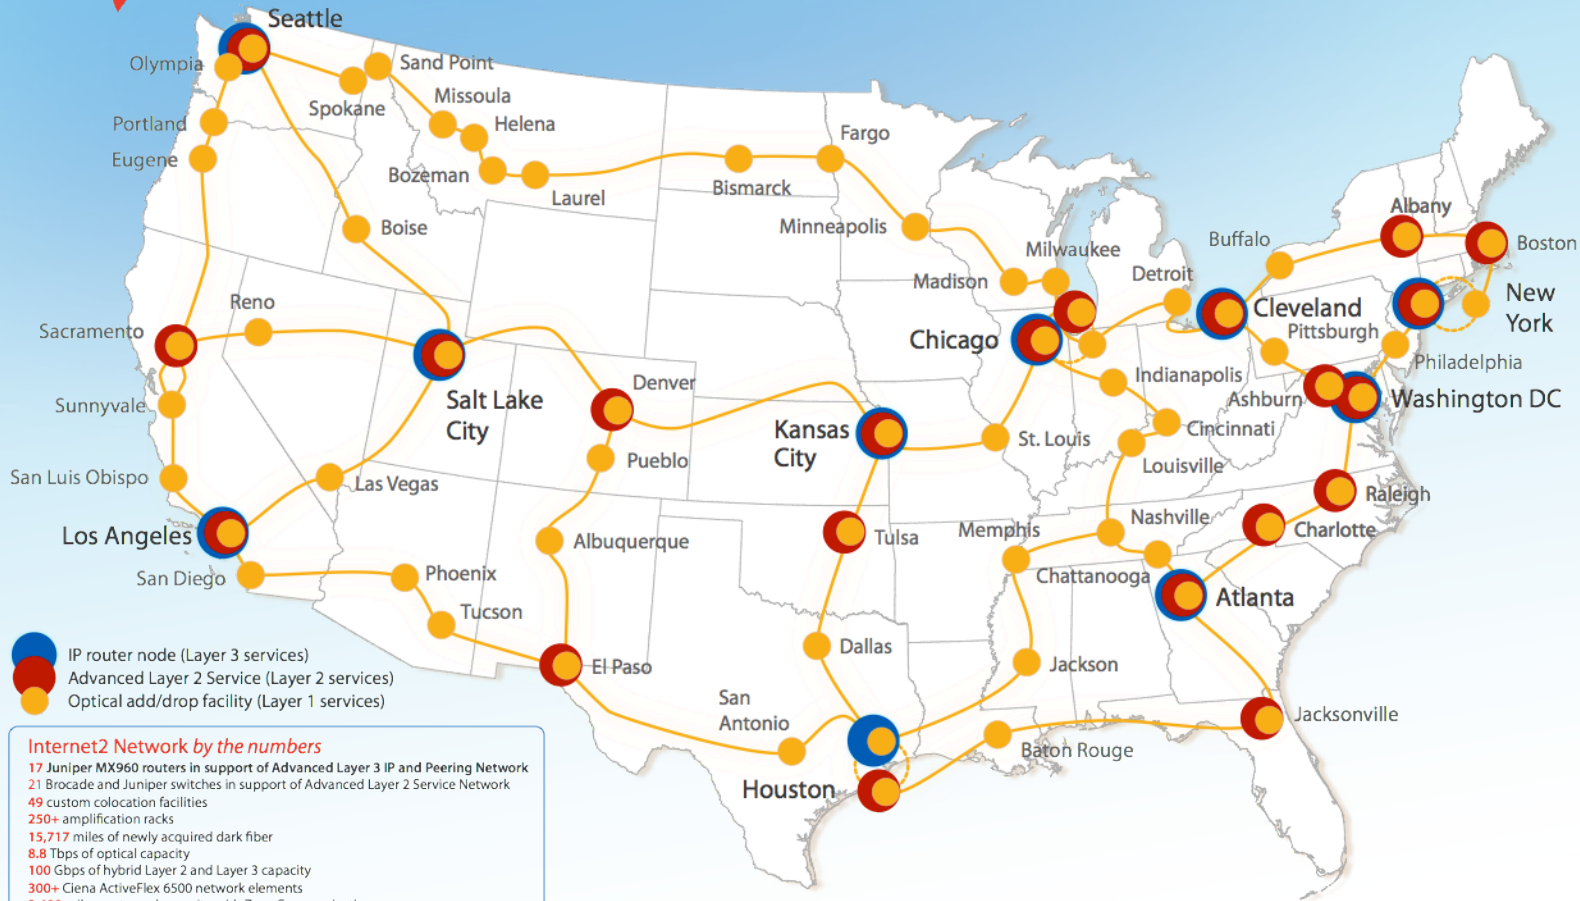 Seattle
Olympia
Sand Point
Spokane
Missoula
Portland
Helena
Eugene
Bozeman
Laurel
Bismarck
Fargo
Boise
Minneapolis
Albany
Buffalo
Boston
Milwaukee
Madison
Detroit
Reno
New
York
Cleveland
Sacramento
Chicago
Pittsburgh
Philadelphia
Denver
Indianapolis
Salt Lake
City
Ashburn
Washington DC
Sunnyvale
Kansas
City
St. Louis
Cincinnati
Pueblo
Louisville
San Luis Obispo
Las Vegas
Raleigh
Los Angeles
Albuquerque
Tulsa
Memphis
Nashville
Charlotte
San Diego
Phoenix
Chattanooga
Tucson
Atlanta
Dallas
El Paso
Jackson
San
Antonio
Jacksonville
Baton Rouge
Houston
IP router node (Layer 3 services)
Advanced Layer 2 Service (Layer 2 services)
Optical add/drop facility (Layer 1 services)
Internet2 Network by the numbers
17 Juniper MX960 routers in support of Advanced Layer 3 IP and Peering Network
21 Brocade and Juniper switches in support of Advanced Layer 2 Service Network
49 custom colocation facilities
250+ amplification racks
15,717 miles of newly acquired dark fiber
8.8 Tbps of optical capacity
100 Gbps of hybrid Layer 2 and Layer 3 capacity
300+ Ciena ActiveFlex 6500 network elements